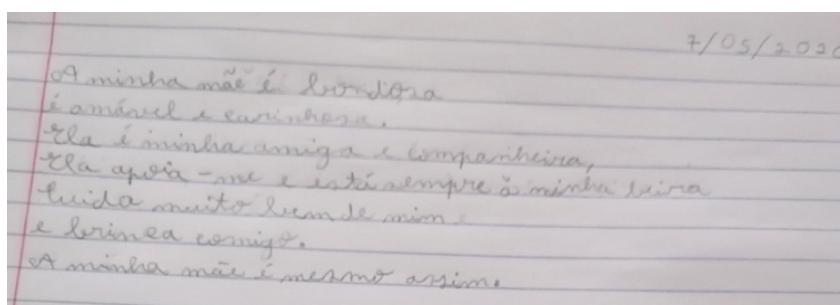 7/05/2020
A minha mãe é bondosa
é amável e carinhosa.
Ela é minha amiga e companheira,
Ela apoia-me e está sempre à minha beira
Cuida muito bem de mim
e brinca comigo.
A minha mãe é mesmo assim.